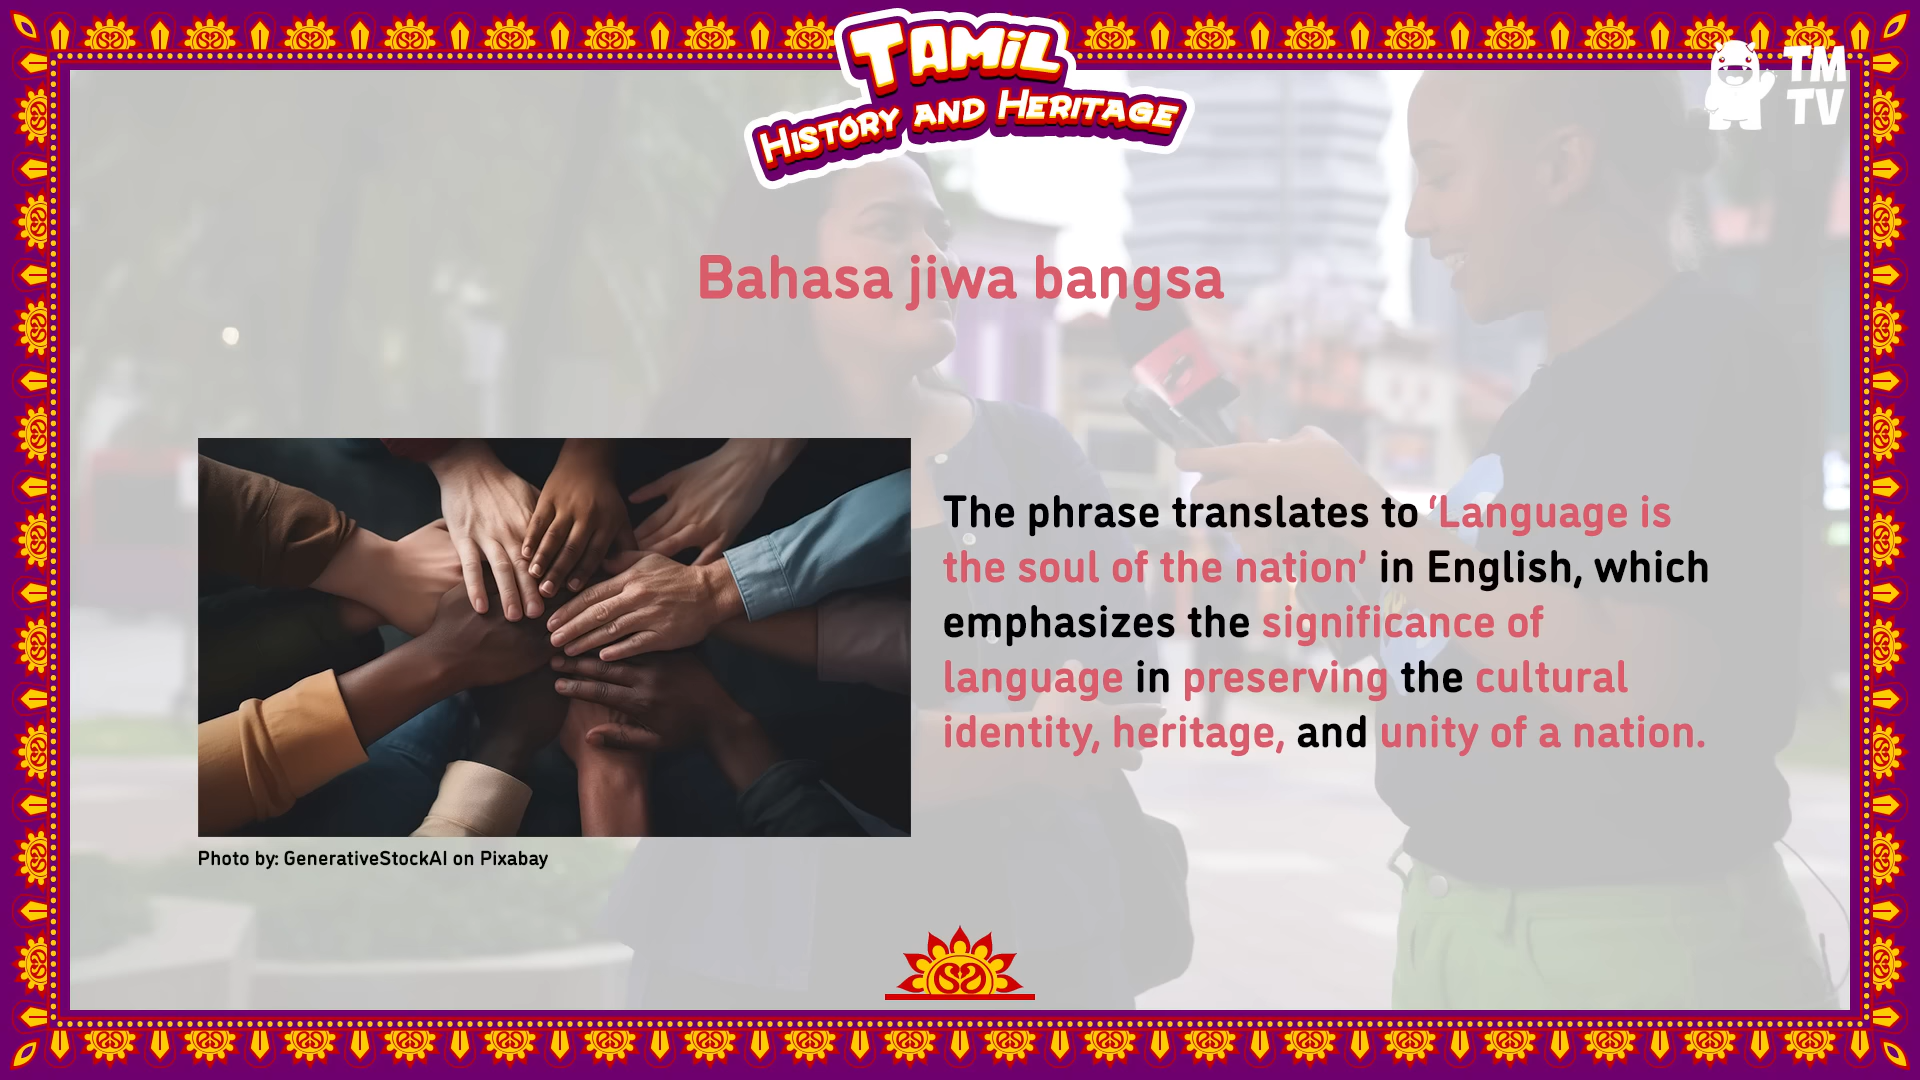 TAMiL
HISTORY AND HERITAGE
TM
TV
Bahasa jiwa bangsa
The phrase translates to ‘Language is
the soul of the nation’ in English, which
emphasizes the significance of
language in preserving the cultural
identity, heritage, and unity of a nation.
Photo by: GenerativeStockAI on Pixabay